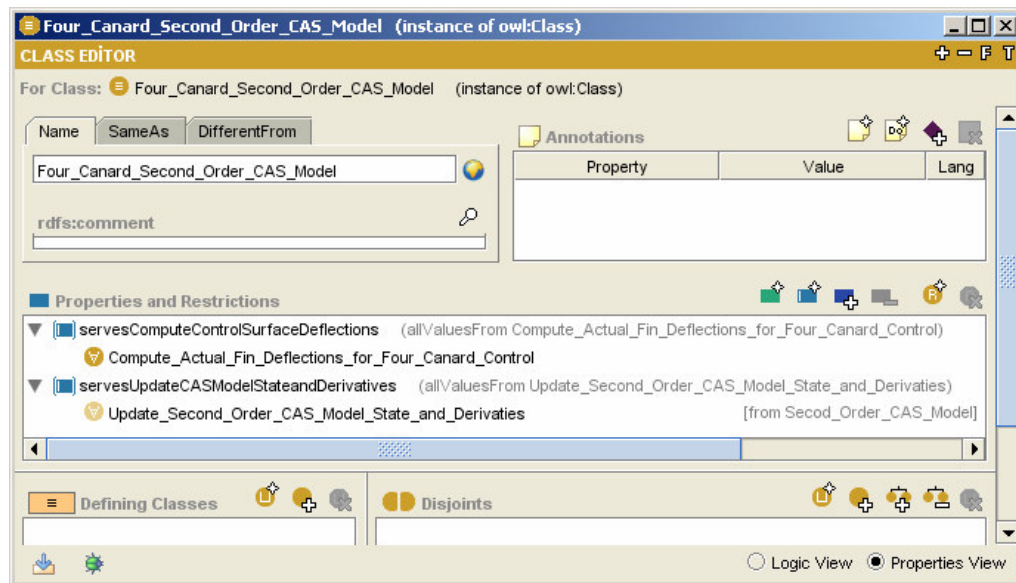 Four_Canard_Second_Order_CAS_Model (instance of owl:Class)
CLASS EDITOR
F T
For Class: Four_Canard_Second_Order_CAS_Model (instance of owl:Class)
Name SameAs DifferentFrom
Annotations
Property Value Lang
Four_Canard_Second_Order_CAS_Model
rdfs:comment
Properties and Restrictions
servesComputeControlSurfaceDeflections (allValuesFrom Compute_Actual_Fin_Deflections_for_Four_Canard_Control)
Compute_Actual_Fin_Deflections_for_Four_Canard_Control
servesUpdateCASModelStateandDerivatives (allValuesFrom Update_Second_Order_CAS_Model_State_and_Derivaties)
Update_Second_Order_CAS_Model_State_and_Derivaties [from Secod_Order_CAS_Model]
Defining Classes
Disjoints
Logic View Properties View